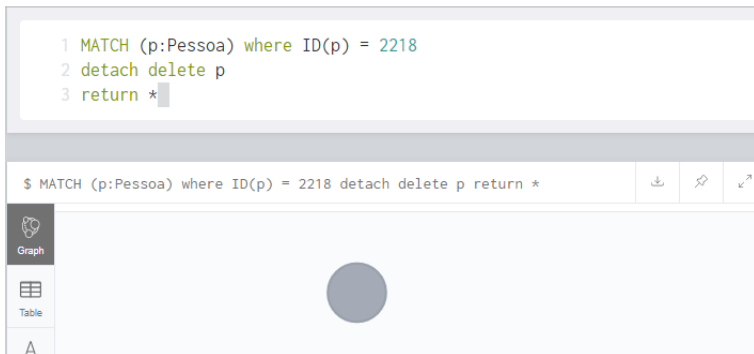 1 MATCH (p:Pessoa) where ID(p) = 2218
2 detach delete p
3 return *
$ MATCH (p:Pessoa) where ID(p) = 2218 detach delete p return *
Graph
Table
A